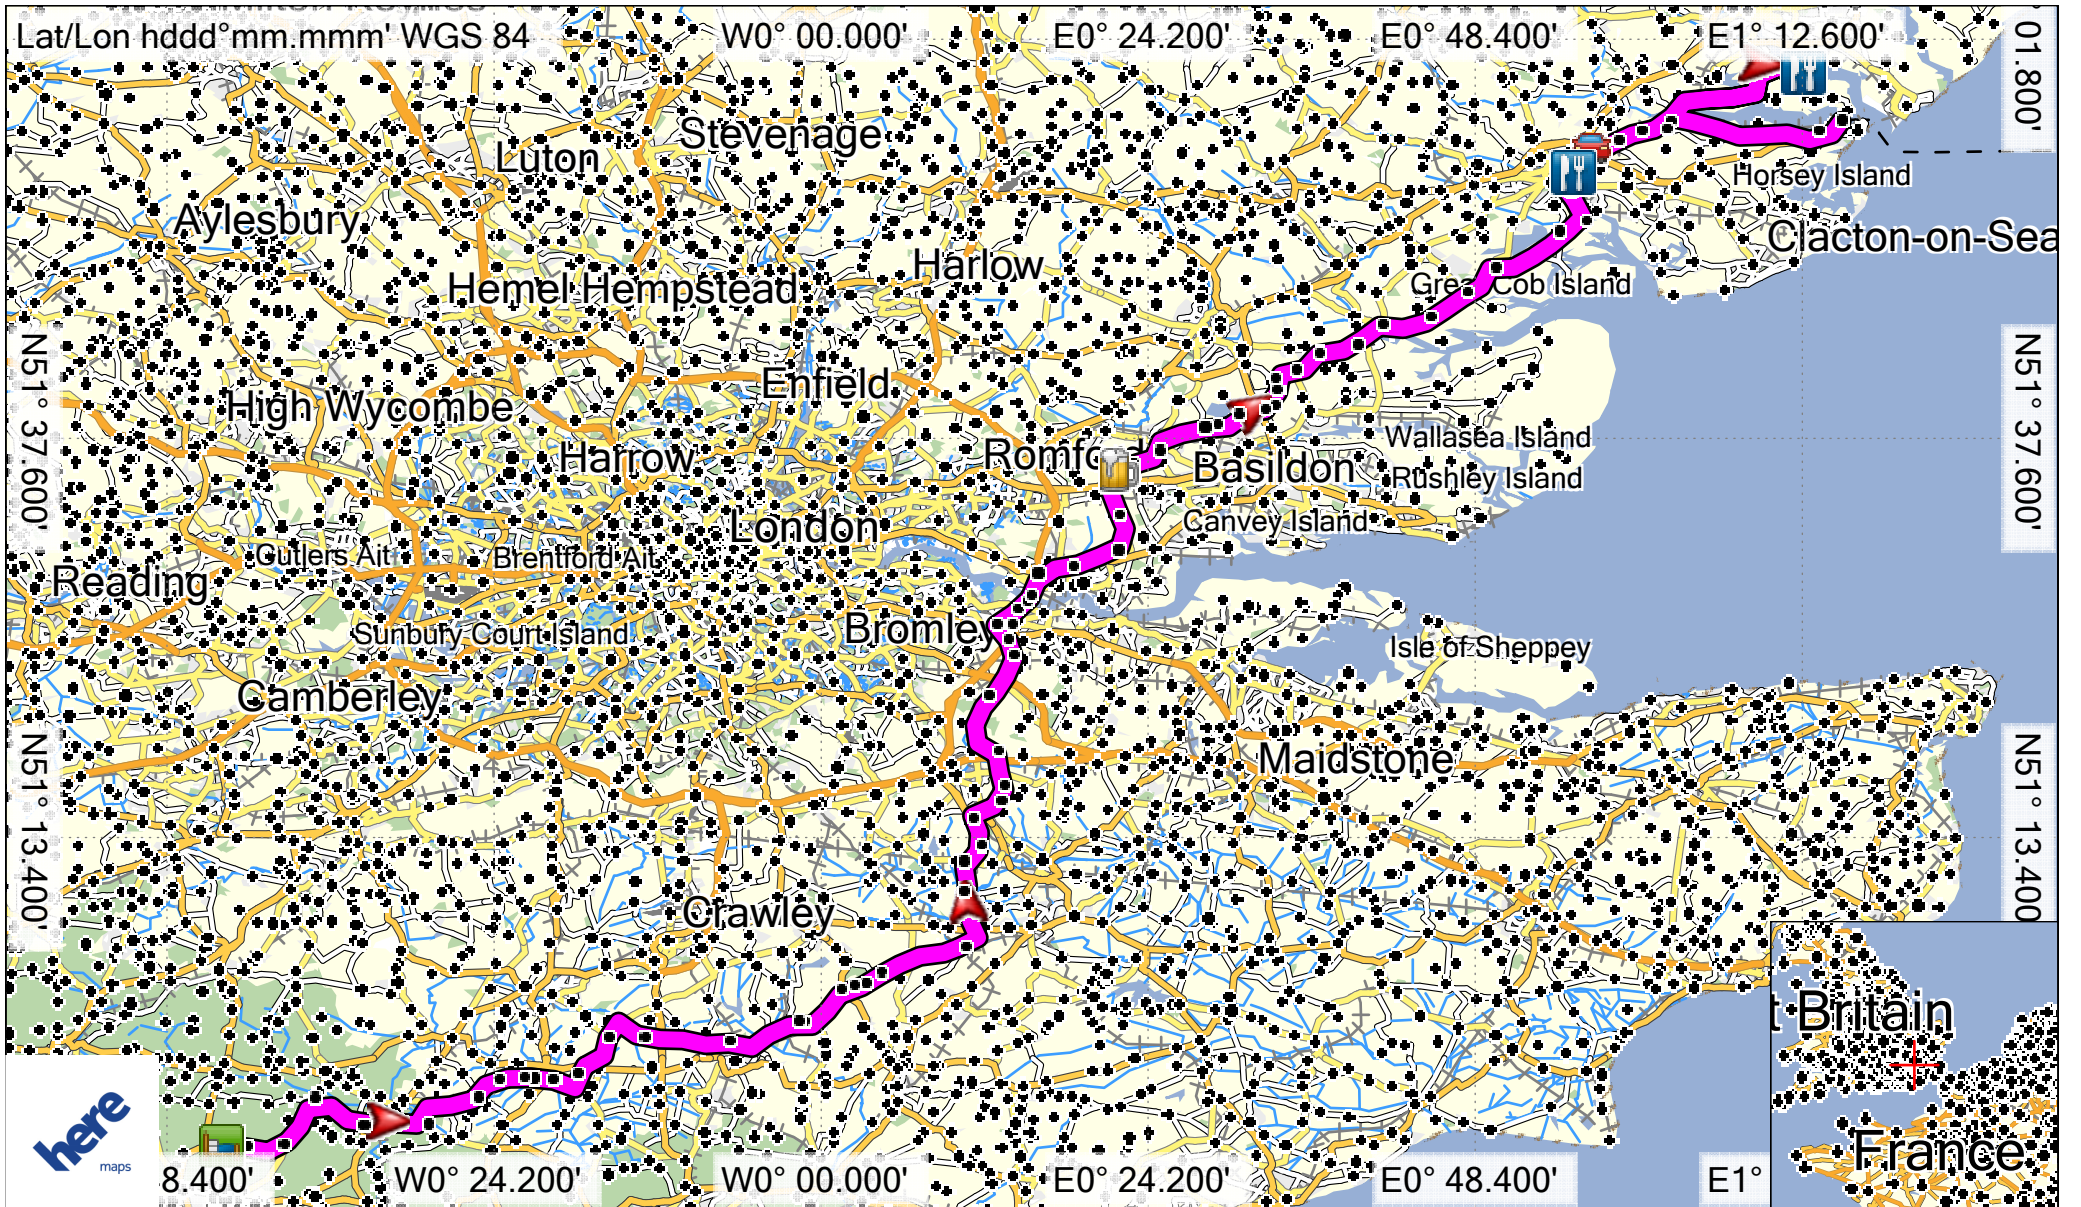 Lat/Lon hddd°mm.mmm' WGS 84
W0° 00.000'
E0° 24.200'
E0° 48.400'
E1° 12.600'
01.800'
Stevenage
Luton
Horsey Island
Aylesbury
Clacton-on-Sea
Harlow
Hemel Hempstead
Cob Island
N51° 37.600'
N51° 37.600'
Enfield
High Wycombe
Wallasea Island
Harrow
Basildon
Rushley Island
London
Canvey Island
Cutlers Ait
Brentford Ait
Reading
Bromley
Sunbury Court Island
Isle of Sheppey
Camberley
Maidstone
N51° 13.400'
N51° 13.400
Crawley
t Britain
France
here
maps
8.400'
W0° 24.200'
W0° 00.000'
E0° 24.200'
E0° 48.400'
E1°